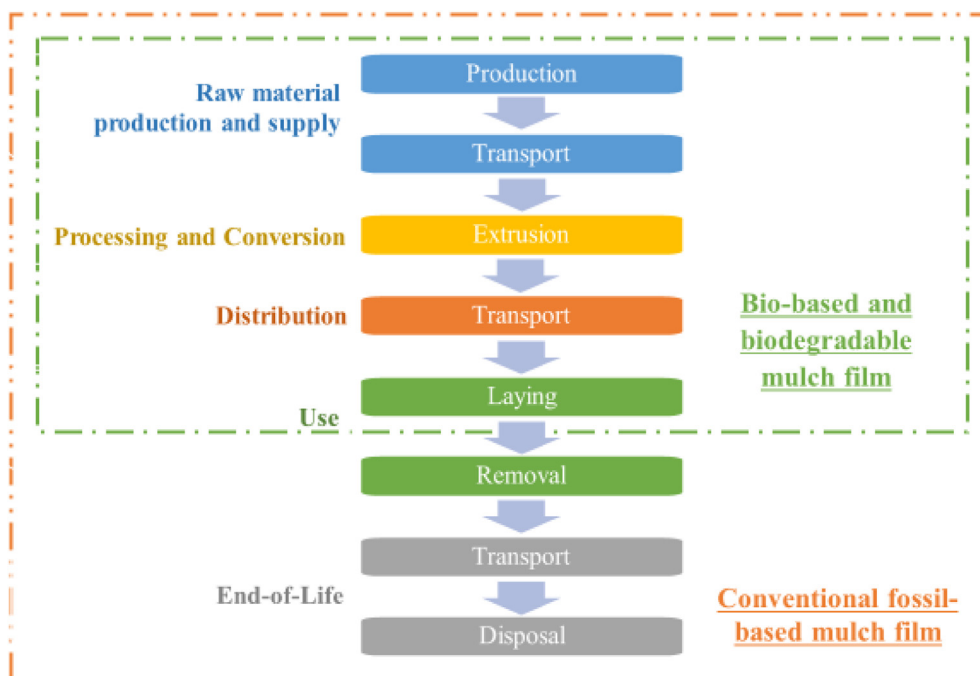 Production
Raw material
production and supply
Transport
Processing and Conversion
Extrusion
Distribution
Transport
Bio-based and
biodegradable
mulch film
Laying
Use
Removal
Transport
End-of-Life
Conventional fossil-
based mulch film
Disposal